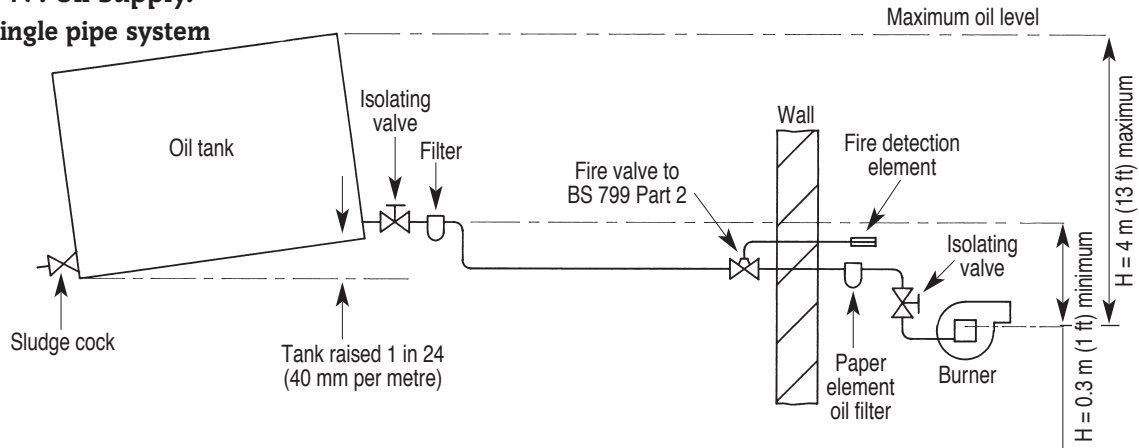 Oil Supply.
ingle pipe system
Maximum oil level
Oil tank
Isolating
valve
Filter
Wall
Fire valve to
BS 799 Part 2
Fire detection
element
Isolating
valve
Sludge cock
Tank raised 1 in 24
(40 mm per metre)
Paper
element
oil filter
Burner
H = 0.3 m (1 ft) minimum
H = 4 m (13 ft) maximum